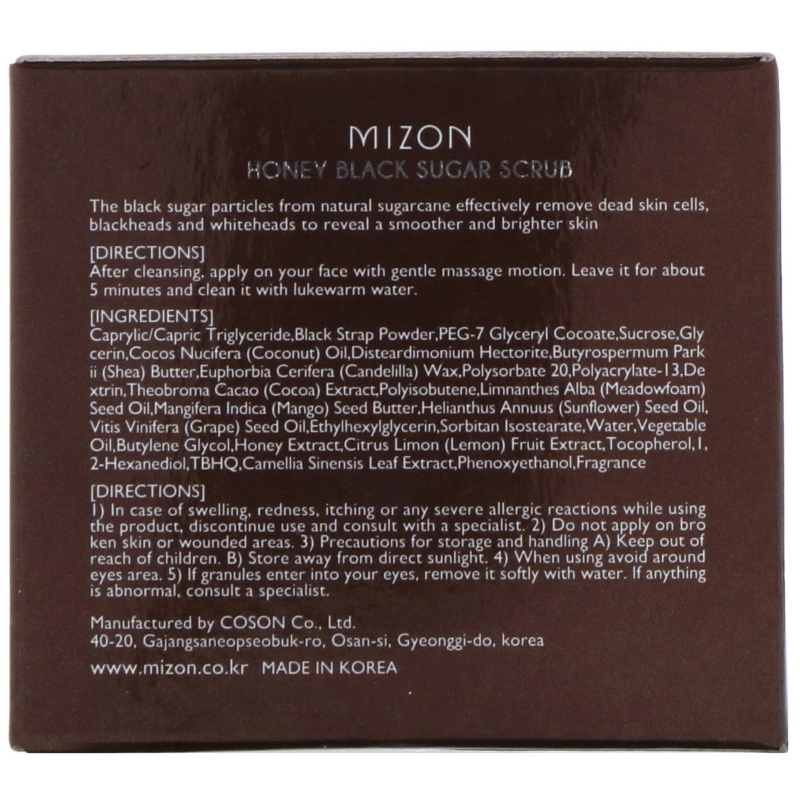 MIZON
HONEY BLACK SUGAR SCRUB
The black sugar particles from natural sugarcane effectively remove dead skin cells,
blackheads and whiteheads to reveal a smoother and brighter skin
[DIRECTIONS]
After cleansing, apply on your face with gentle massage motion. Leave it for about
5 minutes and clean it with lukewarm water.
[INGREDIENTS]
Caprylic/Capric Triglyceride,Black Strap Powder,PEG-7 Glyceryl Cocoate,Sucrose,Gly
cerin,Cocos Nucifera (Coconut) Oil,Disteardimonium Hectorite,Butyrospermum Park
ii (Shea) Butter,Euphorbia Cerifera (Candelilla) Wax,Polysorbate 20,Polyacrylate-13,De
xtrin,Theobroma Cacao (Cocoa) Extract,Polyisobutene,Limnanthes Alba (Meadowfoam)
Seed Oil,Mangifera Indica (Mango) Seed Butter,Helianthus Annuus (Sunflower) Seed Oil,
Vitis Vinifera (Grape) Seed Oil,Ethylhexylglycerin,Sorbitan Isostearate,Water,Vegetable
Oil,Butylene Glycol,Honey Extract,Citrus Limon (Lemon) Fruit Extract,Tocopherol,1,
2-Hexanediol,TBHQ,Camellia Sinensis Leaf Extract,Phenoxyethanol,Fragrance
[DIRECTIONS]
1) In case of swelling, redness, itching or any severe allergic reactions while using
the product, discontinue use and consult with a specialist. 2) Do not apply on bro
ken skin or wounded areas. 3) Precautions for storage and handling A) Keep out of
reach of children. B) Store away from direct sunlight. 4) When using avoid around
eyes area. 5) If granules enter into your eyes, remove it softly with water. If anything
is abnormal, consult a specialist.
Manufactured by COSON Co., Ltd.
40-20, Gajangsaneopseobuk-ro, Osan-si, Gyeonggi-do, korea
www.mizon.co.kr MADE IN KOREA